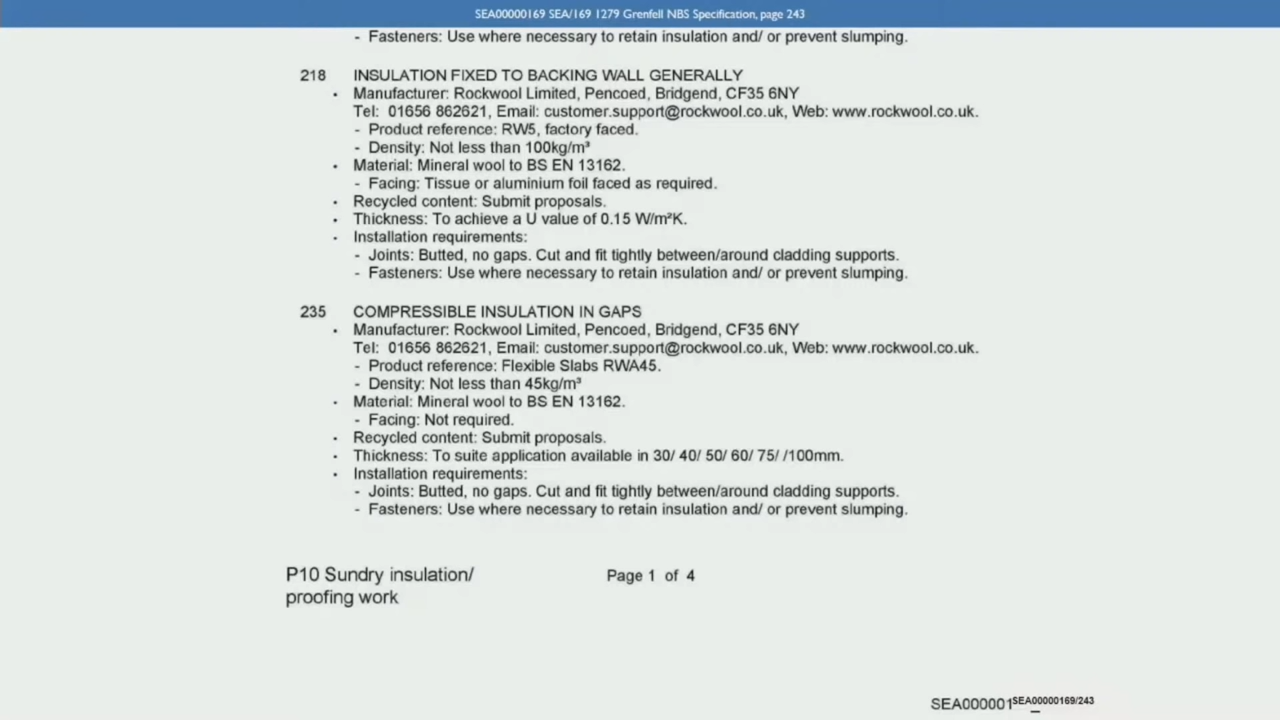 SEA00000169 SEA/169 1279 Grenfell NBS Specification, page 243
- Fasteners: Use where necessary to retain insulation and/ or prevent slumping.
218 INSULATION FIXED TO BACKING WALL GENERALLY
· Manufacturer: Rockwool Limited, Pencoed, Bridgend, CF35 6NY
Tel: 01656 862621, Email: customer.support@rockwool.co.uk, Web: www.rockwool.co.uk.
- Product reference: RW5, factory faced.
- Density: Not less than 100kg/m³
· Material: Mineral wool to BS EN 13162.
- Facing: Tissue or aluminium foil faced as required.
· Recycled content: Submit proposals.
· Thickness: To achieve a U value of 0.15 W/m²K.
· Installation requirements:
- Joints: Butted, no gaps. Cut and fit tightly between/around cladding supports.
- Fasteners: Use where necessary to retain insulation and/ or prevent slumping.
235 COMPRESSIBLE INSULATION IN GAPS
· Manufacturer: Rockwool Limited, Pencoed, Bridgend, CF35 6NY
Tel: 01656 862621, Email: customer.support@rockwool.co.uk, Web: www.rockwool.co.uk.
- Product reference: Flexible Slabs RWA45.
- Density: Not less than 45kg/m³
· Material: Mineral wool to BS EN 13162.
- Facing: Not required.
· Recycled content: Submit proposals.
· Thickness: To suite application available in 30/ 40/ 50/ 60/ 75/ /100mm.
· Installation requirements:
- Joints: Butted, no gaps. Cut and fit tightly between/around cladding supports.
- Fasteners: Use where necessary to retain insulation and/ or prevent slumping.
P10 Sundry insulation/ Page 1 of 4
proofing work
SEA000001 SEA00000169/243